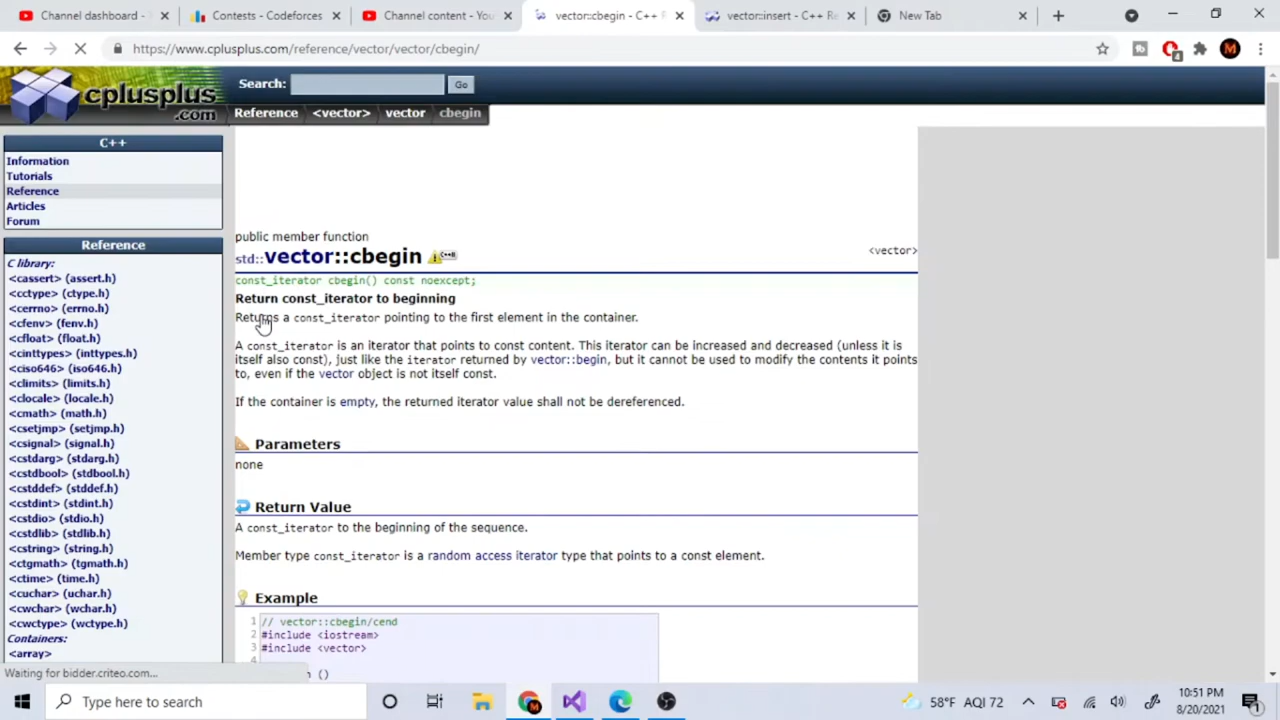 Channel dashboard -
Contests - Codeforces
Channel content - You
vector::cbegin - C++ R
vector::insert - C++ Re
New Tab
https://www.cplusplus.com/reference/vector/vector/cbegin/
M
4
cplusplus
.com
Search:
Go
Reference <vector> vector cbegin
C++
Information
Tutorials
Reference
Articles
Forum
Reference
C library:
<cassert> (assert.h)
<cctype> (ctype.h)
<cerrno> (errno.h)
<cfenv> (fenv.h)
<cfloat> (float.h)
<cinttypes> (inttypes.h)
<ciso646> (iso646.h)
<climits> (limits.h)
<clocale> (locale.h)
<cmath> (math.h)
<csetjmp> (setjmp.h)
<csignal> (signal.h)
<cstdarg> (stdarg.h)
<cstdbool> (stdbool.h)
<cstddef> (stddef.h)
<cstdint> (stdint.h)
<cstdio> (stdio.h)
<cstdlib> (stdlib.h)
<cstring> (string.h)
<ctgmath> (tgmath.h)
<ctime> (time.h)
<cuchar> (uchar.h)
<cwchar> (wchar.h)
<cwctype> (wctype.h)
Containers:
<array>
public member function
<vector>
std::vector::cbegin
const_iterator cbegin() const noexcept;
Return const_iterator to beginning
Returns a const_iterator pointing to the first element in the container.
A const_iterator is an iterator that points to const content. This iterator can be increased and decreased (unless it is
itself also const), just like the iterator returned by vector::begin, but it cannot be used to modify the contents it points
to, even if the vector object is not itself const.
If the container is empty, the returned iterator value shall not be dereferenced.
Parameters
none
Return Value
A const_iterator to the beginning of the sequence.
Member type const_iterator is a random access iterator type that points to a const element.
Example
1 // vector::cbegin/cend
2 #include <iostream>
3 #include <vector>
4
()
Waiting for bidder.criteo.com...
Type here to search
58°F AQI 72
10:51 PM
8/20/2021